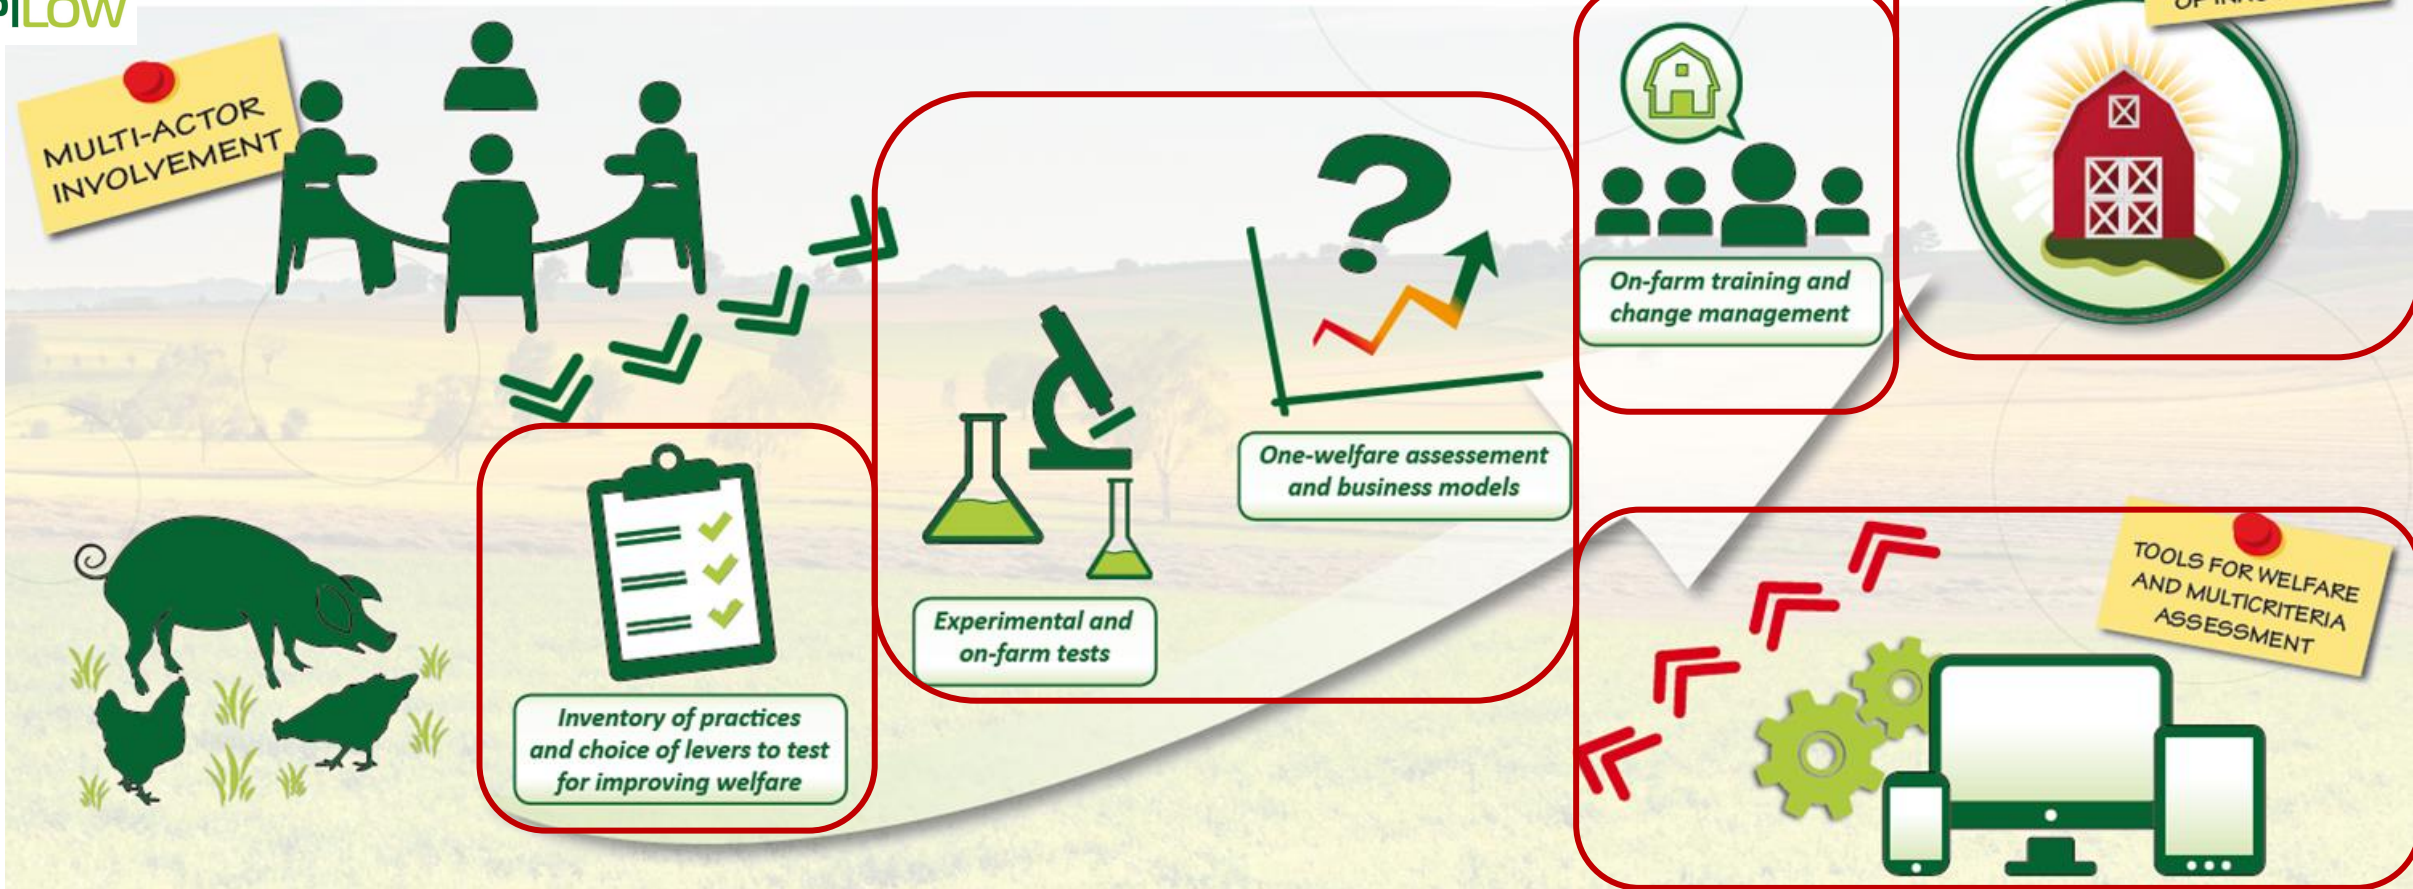 MULTI-ACTOR
INVOLVEMENT
On-farm training and
change management
One-welfare assessement
and business models
Experimental and
on-farm tests
Inventory of practices
and choice of levers to test
for improving welfare
TOOLS FOR WELFARE
AND MULTICRITERIA
ASSESSMENT